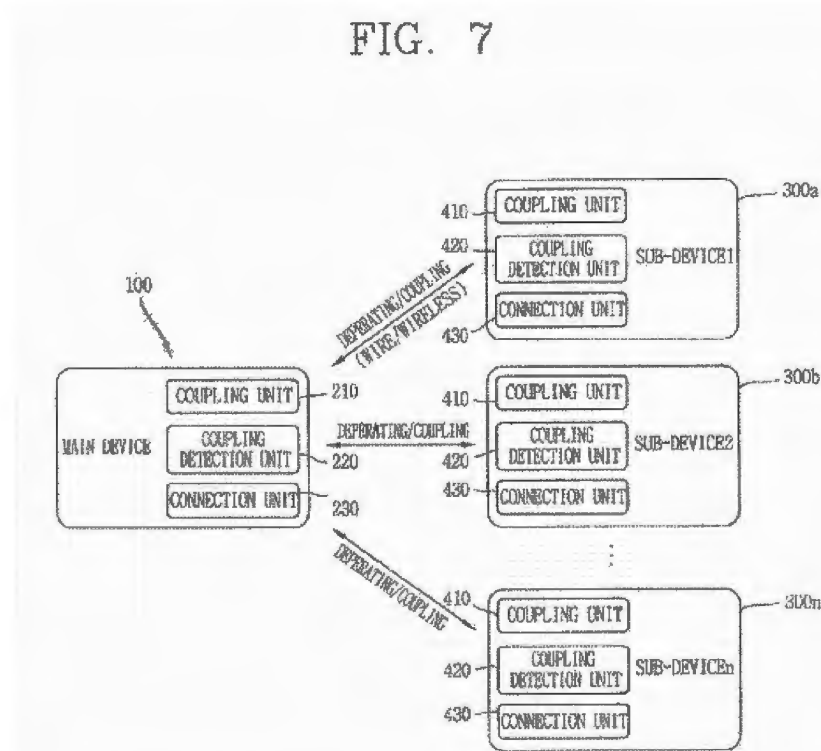 FIG. 7
300a
410
COUPLING UNIT
420
COUPLING
DETECTION UNIT
SUB-DEVICE1
430
CONNECTION UNIT
100
DEPERATING/COUPLING
(WIRE/WIRELESS)
300b
410
COUPLING UNIT
420
COUPLING
DETECTION UNIT
SUB-DEVICE2
430
CONNECTION UNIT
MAIN DEVICE
COUPLING UNIT
210
COUPLING
DETECTION UNIT
220
CONNECTION UNIT
230
DEPERATING/COUPLING
DEPERATING/COUPLING
300n
410
COUPLING UNIT
420
COUPLING
DETECTION UNIT
SUB-DEVICEn
430
CONNECTION UNIT